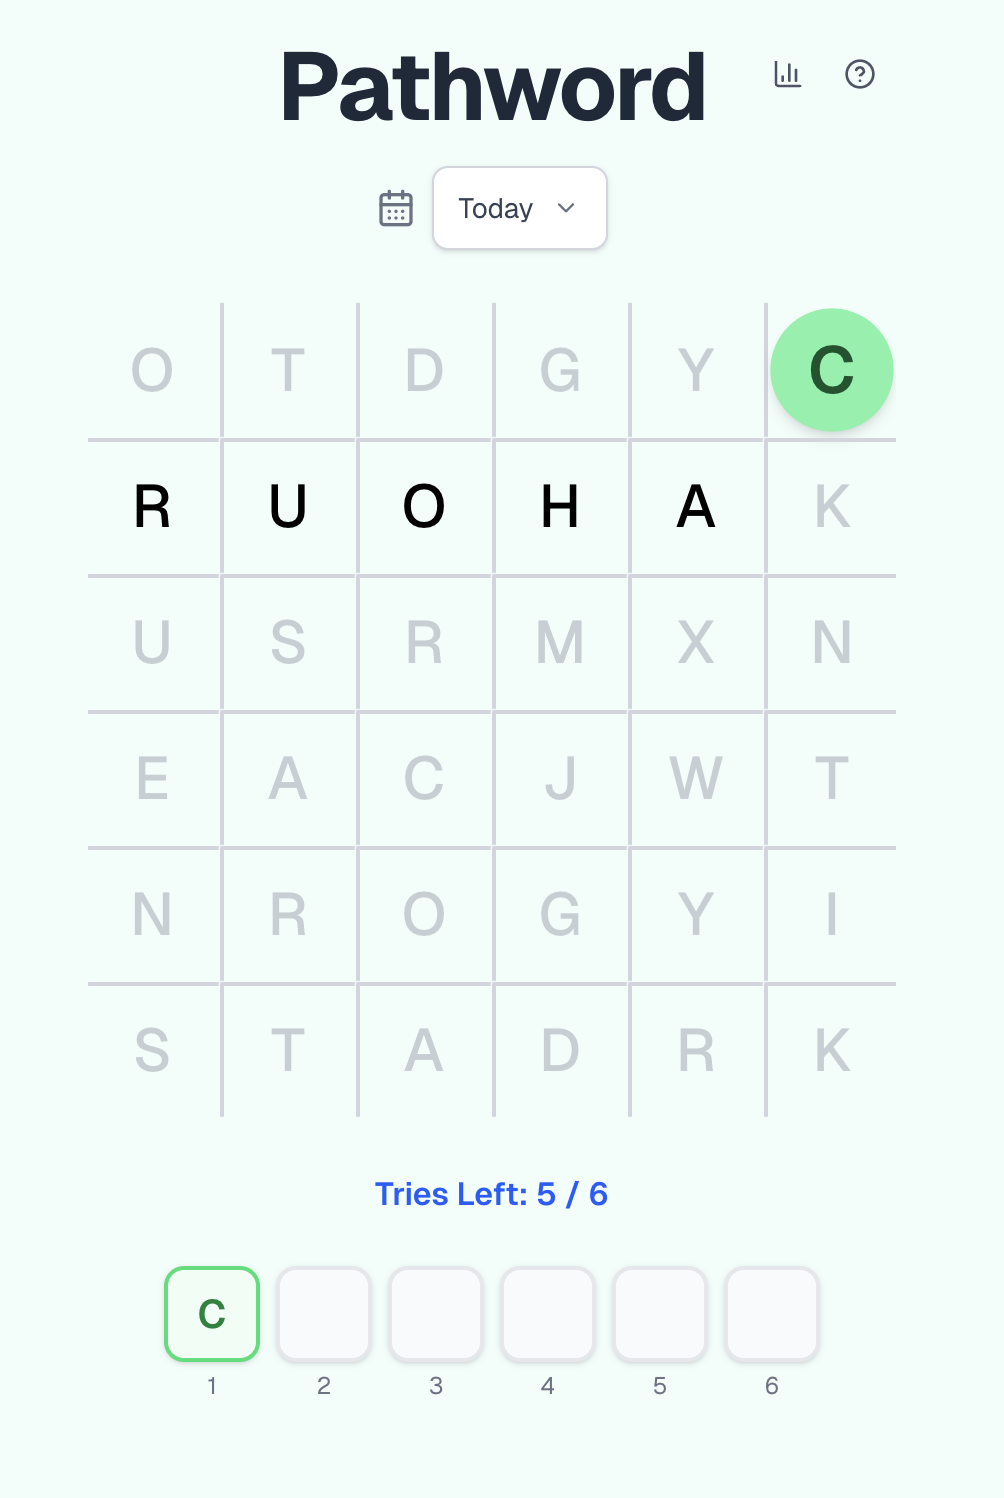 Pathword
Today
O T D G Y C
R U O H A K
U S R M X N
E A C J W T
N R O G Y I
S T A D R K
Tries Left: 5 / 6
C
1 2 3 4 5 6